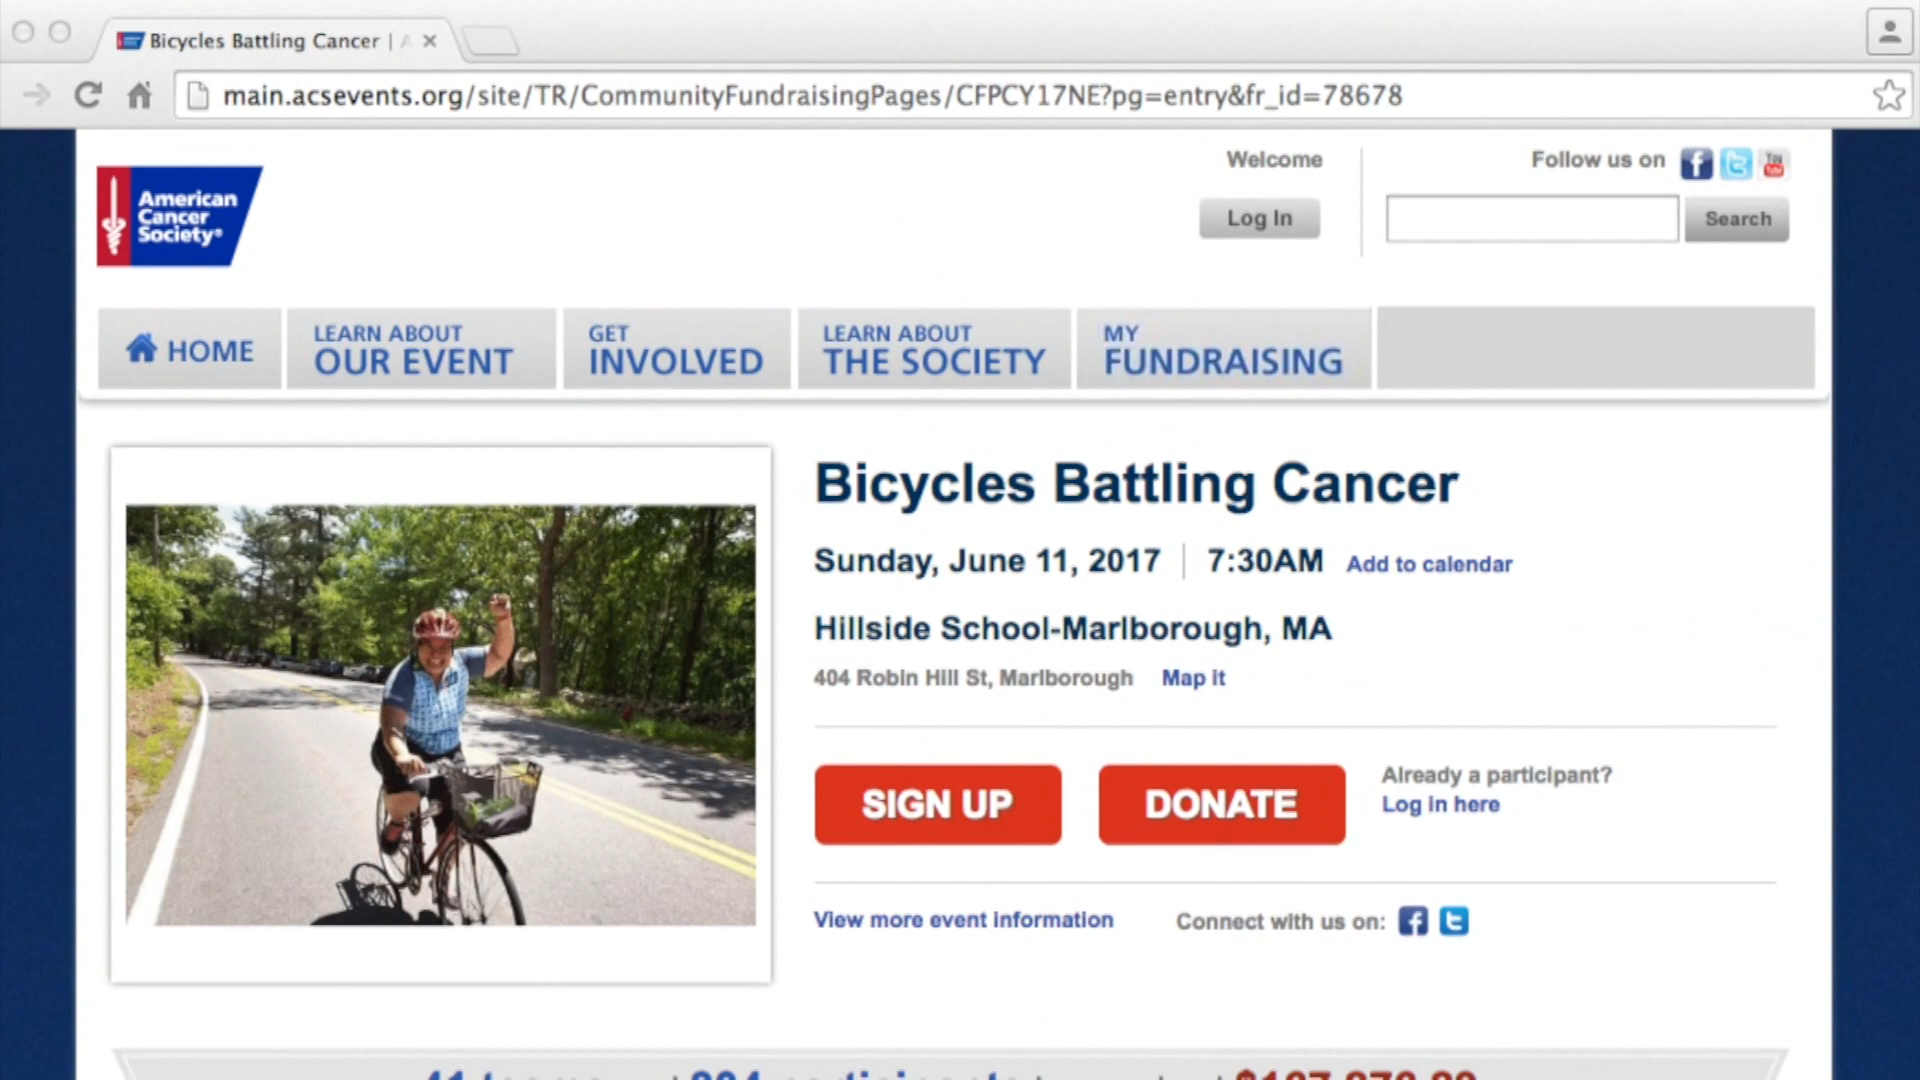 Bicycles Battling Cancer |
main.acsevents.org/site/TR/CommunityFundraisingPages/CFPCY17NE?pg=entry&fr_id=78678
American
Cancer
Society®
Welcome
Log In
Follow us on
You
Tube
Search
HOME
LEARN ABOUT
OUR EVENT
GET
INVOLVED
LEARN ABOUT
THE SOCIETY
MY
FUNDRAISING
Bicycles Battling Cancer
Sunday, June 11, 2017 | 7:30AM Add to calendar
Hillside School-Marlborough, MA
404 Robin Hill St, Marlborough Map it
SIGN UP
DONATE
Already a participant?
Log in here
View more event information
Connect with us on: